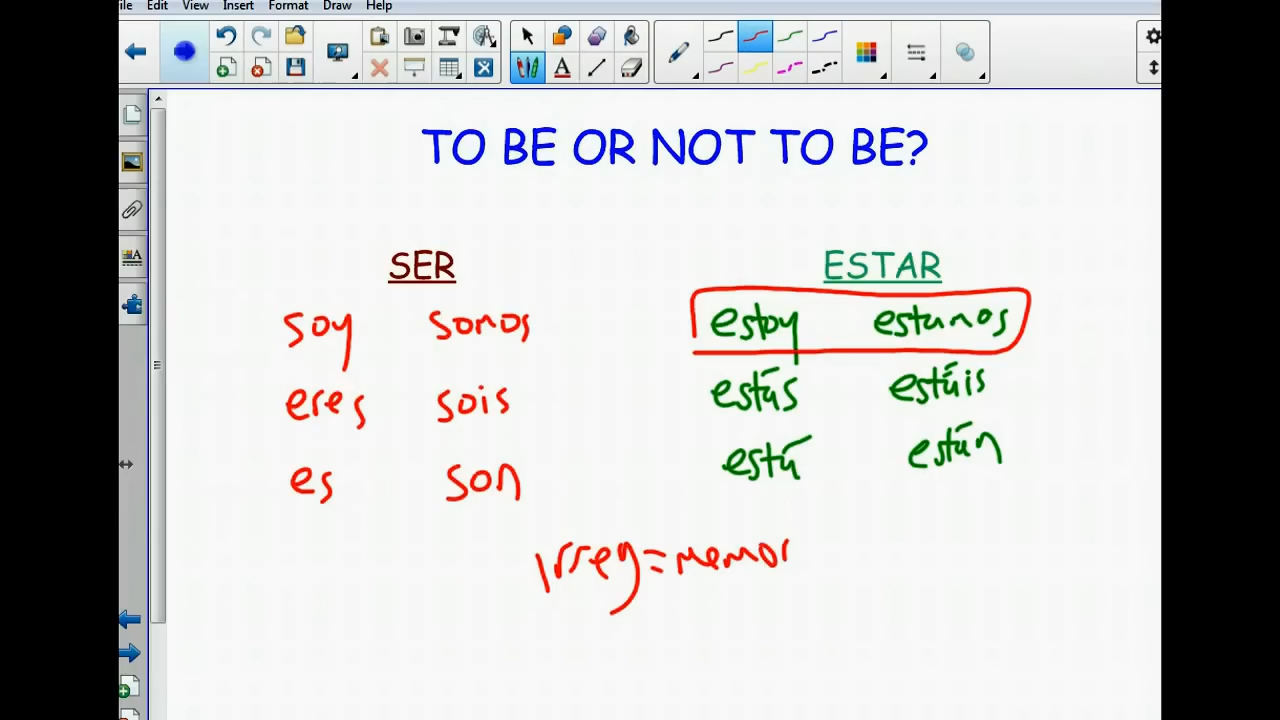 ile Edit View Insert Format Draw Help
TO BE OR NOT TO BE?
SER ESTAR
soy somos estoy estamos
eres sois estás estáis
es son está están
Irreg=memor